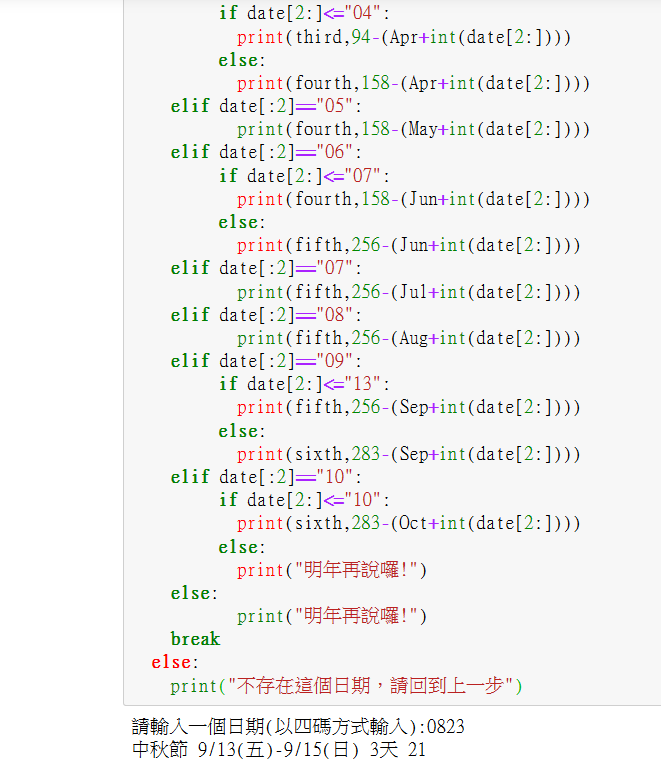 if date[2:]<="04":
print(third,94-(Apr+int(date[2:])))
else:
print(fourth,158-(Apr+int(date[2:])))
elif date[:2]=="05":
print(fourth,158-(May+int(date[2:])))
elif date[:2]=="06":
if date[2:]<="07":
print(fourth,158-(Jun+int(date[2:])))
else:
print(fifth,256-(Jun+int(date[2:])))
elif date[:2]=="07":
print(fifth,256-(Jul+int(date[2:])))
elif date[:2]=="08":
print(fifth,256-(Aug+int(date[2:])))
elif date[:2]=="09":
if date[2:]<="13":
print(fifth,256-(Sep+int(date[2:])))
else:
print(sixth,283-(Sep+int(date[2:])))
elif date[:2]=="10":
if date[2:]<="10":
print(sixth,283-(Oct+int(date[2:])))
else:
print("明年再說囉!")
else:
print("明年再說囉!")
break
else:
print("不存在這個日期，請回到上一步")
請輸入一個日期(以四碼方式輸入):0823
中秋節 9/13(五)-9/15(日) 3天 21